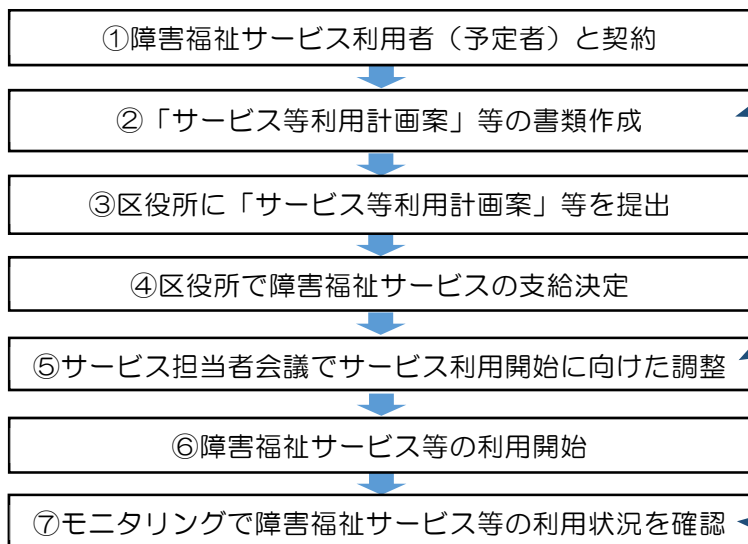 ①障害福祉サービス利用者（予定者）と契約
②「サービス等利用計画案」等の書類作成
③区役所に「サービス等利用計画案」等を提出
④区役所で障害福祉サービスの支給決定
⑤サービス担当者会議でサービス利用開始に向けた調整
⑥障害福祉サービス等の利用開始
⑦モニタリングで障害福祉サービス等の利用状況を確認